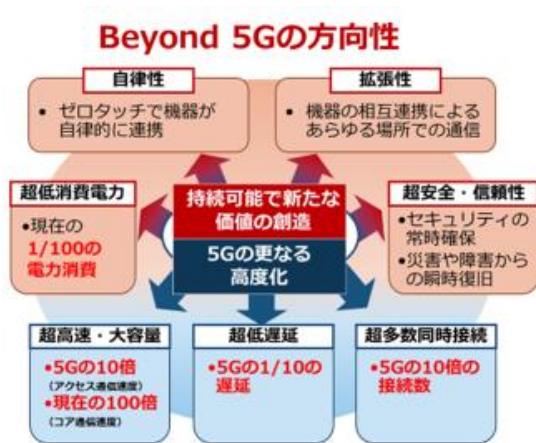 Beyond 5Gの方向性
自律性
• ゼロタッチで機器が
自律的に連携
拡張性
• 機器の相互連携による
あらゆる場所での通信
超低消費電力
•現在の
1/100の
電力消費
持続可能で新たな
価値の創造
5Gの更なる
高度化
超安全・信頼性
•セキュリティの
常時確保
•災害や障害から
の瞬時復旧
超高速・大容量
•5Gの10倍
(アクセス通信速度)
•現在の100倍
(コア通信速度)
超低遅延
•5Gの1/10の
遅延
超多数同時接続
•5Gの10倍の
接続数